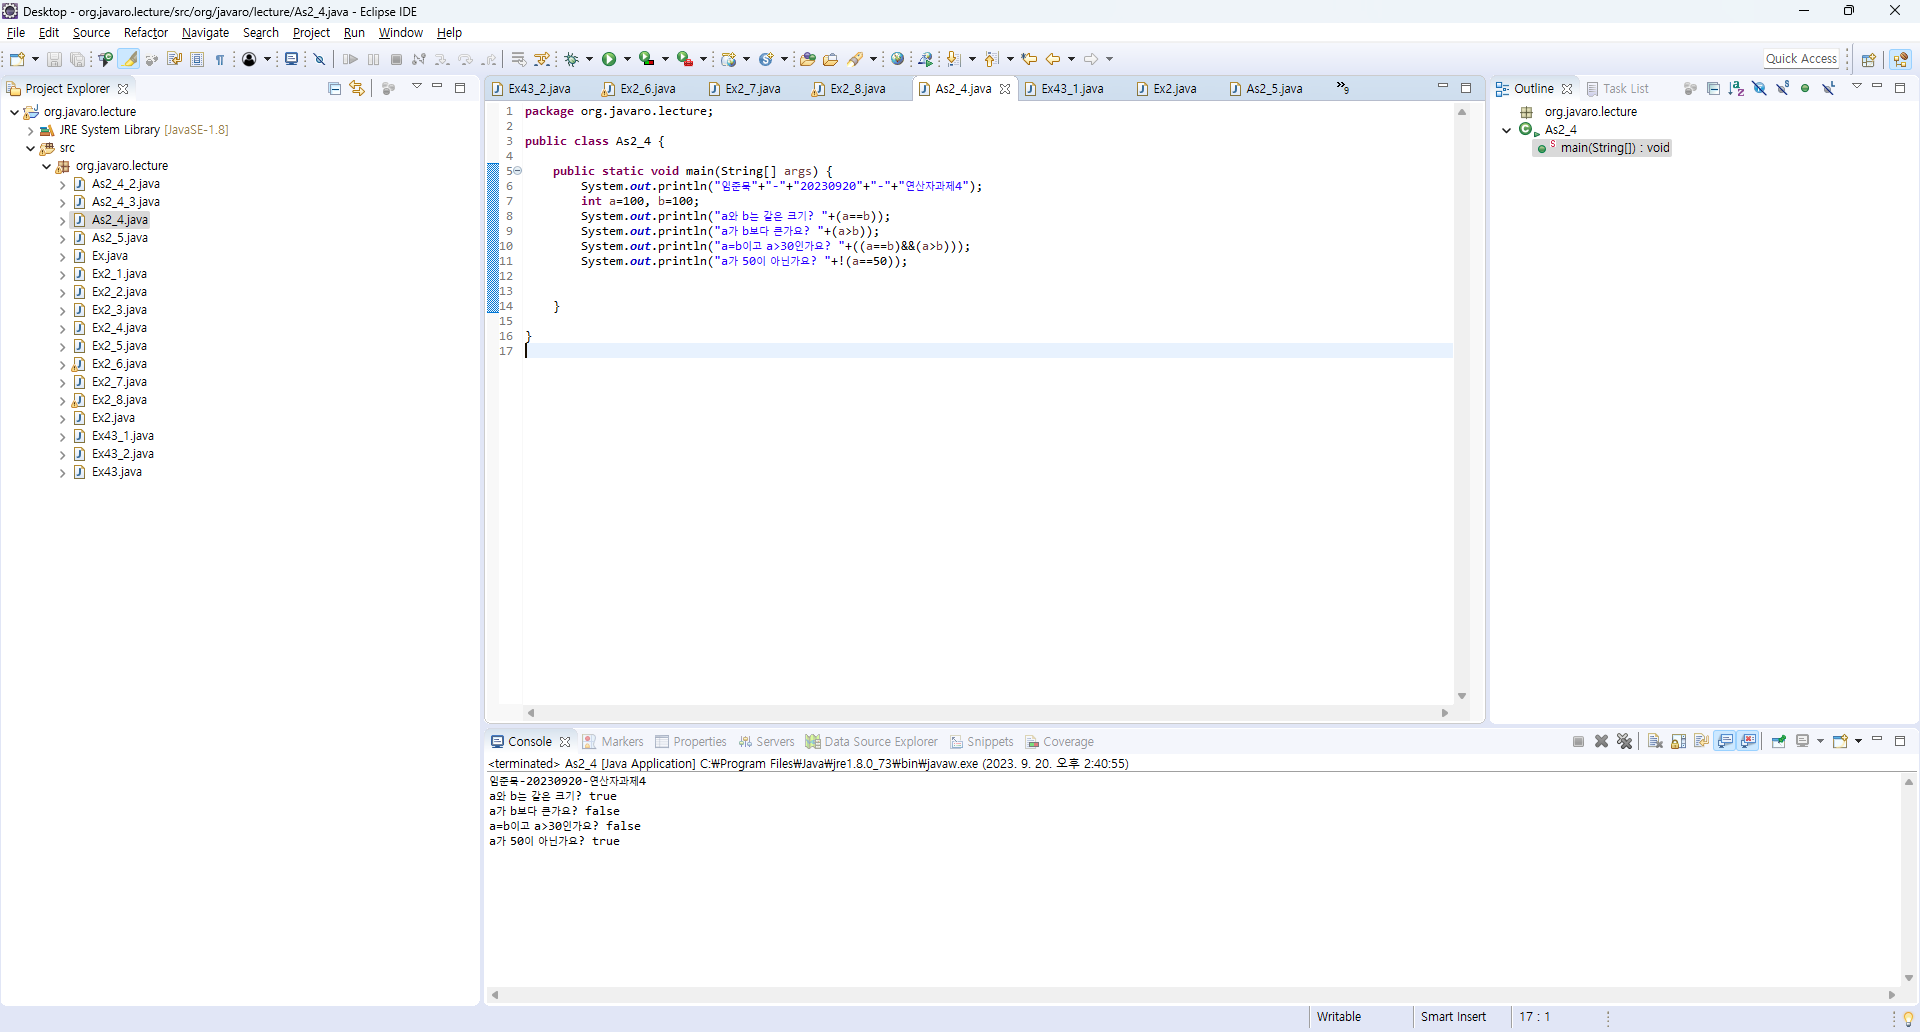 Desktop - org.javaro.lecture/src/org/javaro/lecture/As2_4.java - Eclipse IDE
File Edit Source Refactor Navigate Search Project Run Window Help
Quick Access
Project Explorer
org.javaro.lecture
JRE System Library [JavaSE-1.8]
src
org.javaro.lecture
As2_4_2.java
As2_4_3.java
As2_4.java
As2_5.java
Ex.java
Ex2_1.java
Ex2_2.java
Ex2_3.java
Ex2_4.java
Ex2_5.java
Ex2_6.java
Ex2_7.java
Ex2_8.java
Ex2.java
Ex43_1.java
Ex43_2.java
Ex43.java
Ex43_2.java Ex2_6.java Ex2_7.java Ex2_8.java As2_4.java Ex43_1.java Ex2.java As2_5.java »9
1 package org.javaro.lecture;
2
3 public class As2_4 {
4
5 public static void main(String[] args) {
6 System.out.println("임준묵"+"-"+"20230920"+"-"+"연산자과제4");
7 int a=100, b=100;
8 System.out.println("a와 b는 같은 크기? "+(a==b));
9 System.out.println("a가 b보다 큰가요? "+(a>b));
10 System.out.println("a=b이고 a>30인가요? "+((a==b)&&(a>b)));
11 System.out.println("a가 50이 아닌가요? "+!(a==50));
12
13
14 }
15
16 }
17
Outline Task List
org.javaro.lecture
As2_4
main(String[]) : void
Console Markers Properties Servers Data Source Explorer Snippets Coverage
<terminated> As2_4 [Java Application] C:₩Program Files₩Java₩jre1.8.0_73₩bin₩javaw.exe (2023. 9. 20. 오후 2:40:55)
임준묵-20230920-연산자과제4
a와 b는 같은 크기? true
a가 b보다 큰가요? false
a=b이고 a>30인가요? false
a가 50이 아닌가요? true
Writable Smart Insert 17 : 1